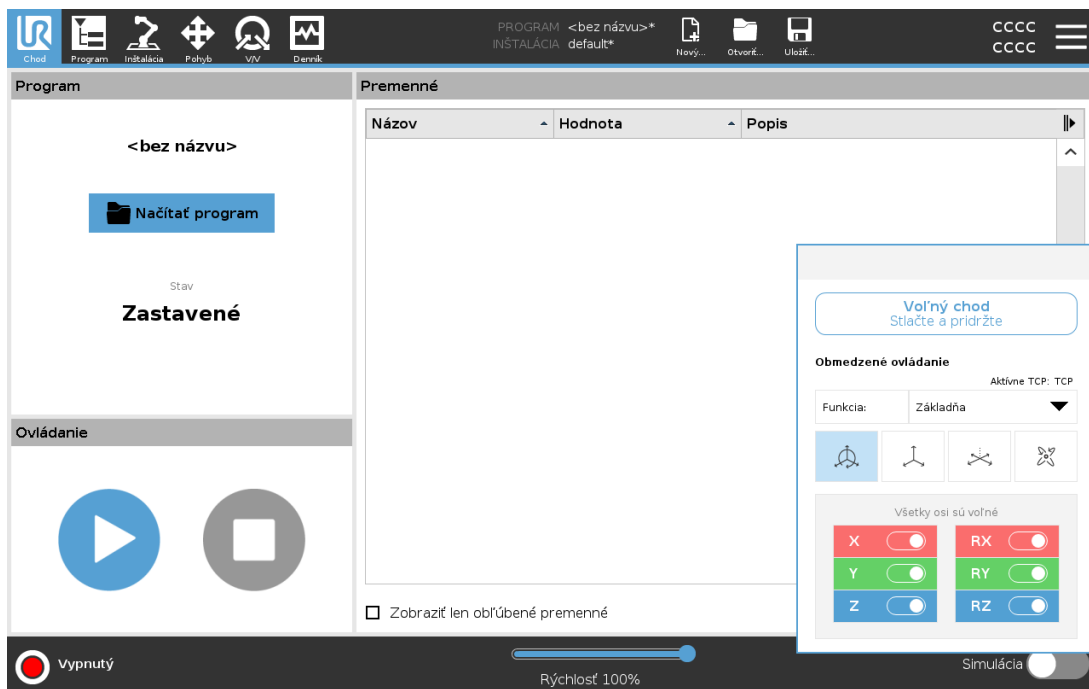 PROGRAM <bez názvu>*
INŠTALÁCIA default*
CCCC
CCCC
Chod Program Inštalácia Pohyb V/V Denník Nový... Otvoriť... Uložiť...
Program
Premenné
Názov Hodnota Popis
<bez názvu>
Načítať program
Stav
Zastavené
Voľný chod
Stlačte a pridržte
Obmedzené ovládanie
Aktívne TCP: TCP
Funkcia: Základňa
Ovládanie
Všetky osi sú voľné
X RX
Y RY
Z RZ
Zobraziť len obľúbené premenné
Vypnutý
Rýchlosť 100%
Simulácia